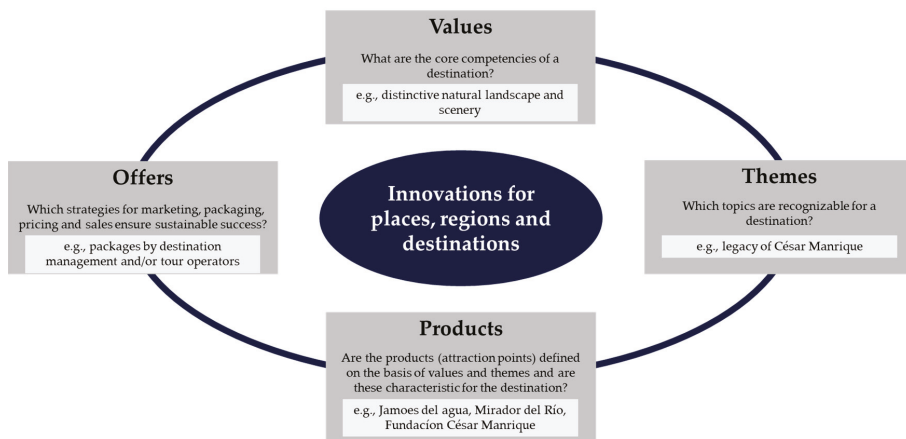 Values
What are the core competencies of a
destination?
e.g., distinctive natural landscape and
scenery
Offers
Which strategies for marketing, packaging,
pricing and sales ensure sustainable success?
e.g., packages by destination
management and/or tour operators
Innovations for
places, regions and
destinations
Themes
Which topics are recognizable for a
destination?
e.g., legacy of César Manrique
Products
Are the products (attraction points) defined
on the basis of values and themes and are
these characteristic for the destination?
e.g., Jamoes del agua, Mirador del Río,
Fundacíon César Manrique